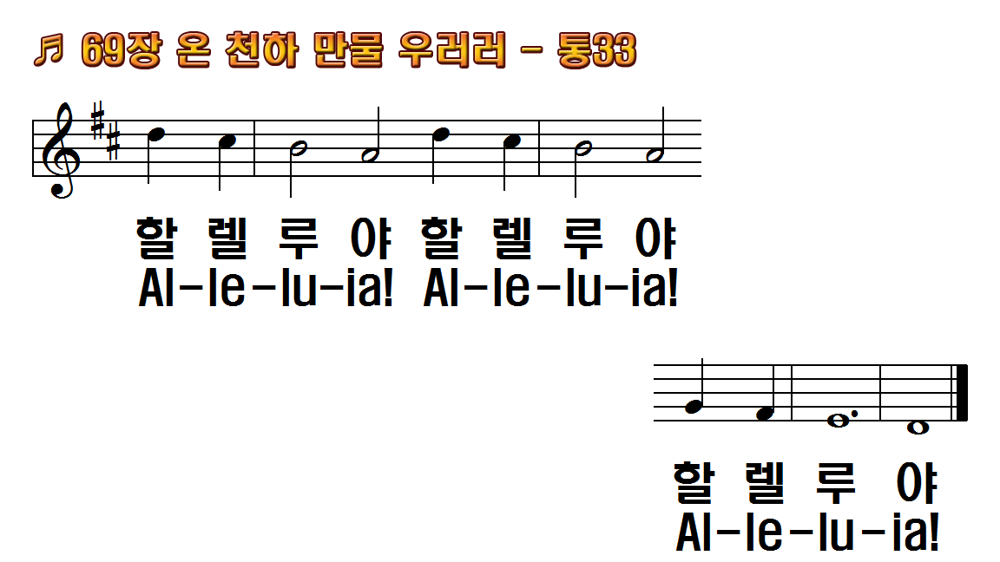 69장 온 천하 만물 우러러 - 통33
할 렐 루 야 할 렐 루 야
Al-le-lu-ia! Al-le-lu-ia!
할 렐 루 야
Al-le-lu-ia!